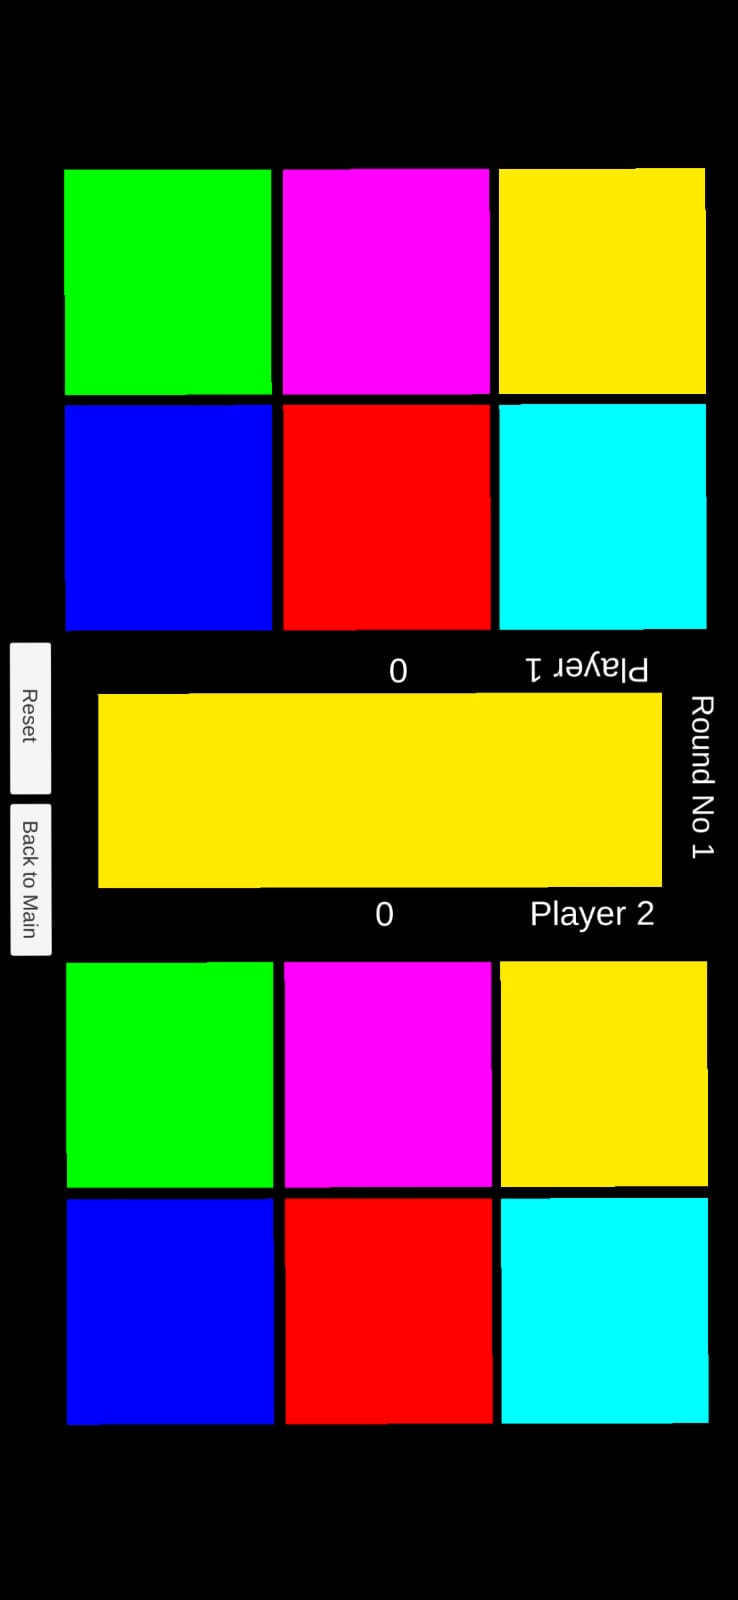 0
Player 1
Reset
Round No 1
Back to Main
0
Player 2